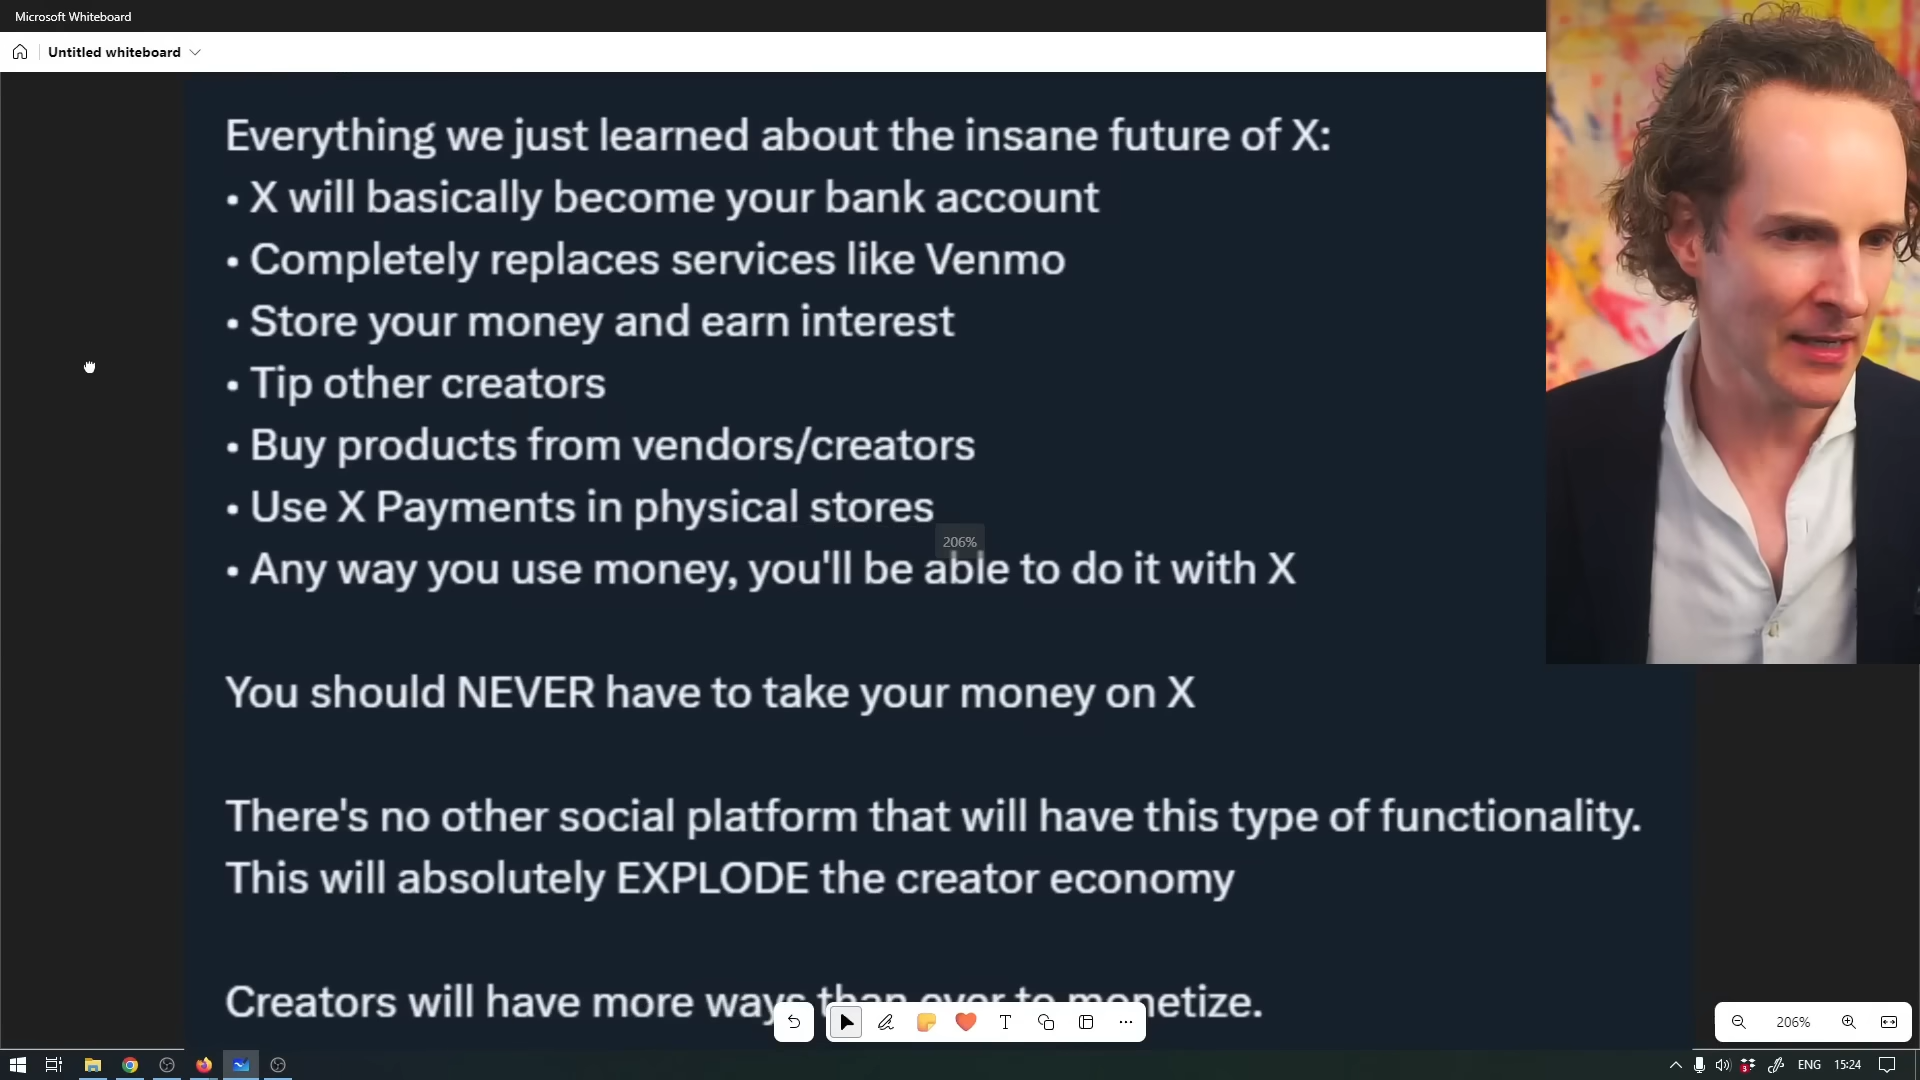 Microsoft Whiteboard
Untitled whiteboard
Everything we just learned about the insane future of X:
• X will basically become your bank account
• Completely replaces services like Venmo
• Store your money and earn interest
• Tip other creators
• Buy products from vendors/creators
• Use X Payments in physical stores
206%
• Any way you use money, you'll be able to do it with X
You should NEVER have to take your money on X
There's no other social platform that will have this type of functionality.
This will absolutely EXPLODE the creator economy
Creators will have more ways than ever to monetize.
T
206%
3
ENG
15:24